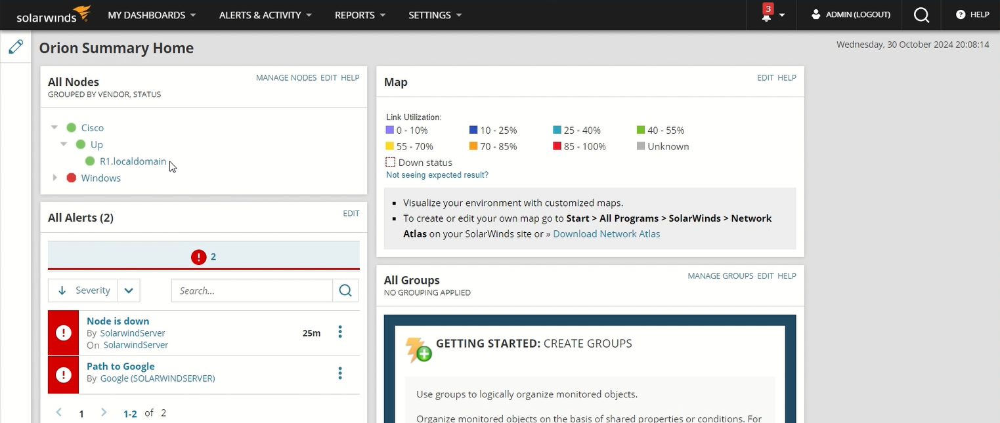 solarwinds MY DASHBOARDS ALERTS & ACTIVITY REPORTS SETTINGS 3 ADMIN (LOGOUT) ? HELP
Orion Summary Home
Wednesday, 30 October 2024 20:08:14
All Nodes
MANAGE NODES EDIT HELP
GROUPED BY VENDOR, STATUS
Cisco
Up
R1.localdomain
Windows
All Alerts (2)
EDIT
! 2
Severity
Search...
! Node is down
By SolarwindServer
On SolarwindServer
25m
! Path to Google
By Google (SOLARWINDSERVER)
1 1-2 of 2
Map
EDIT HELP
Link Utilization:
0 - 10% 10 - 25% 25 - 40% 40 - 55%
55 - 70% 70 - 85% 85 - 100% Unknown
Down status
Not seeing expected result?
▪ Visualize your environment with customized maps.
▪ To create or edit your own map go to Start > All Programs > SolarWinds > Network
Atlas on your SolarWinds site or » Download Network Atlas
All Groups
MANAGE GROUPS EDIT HELP
NO GROUPING APPLIED
GETTING STARTED: CREATE GROUPS
Use groups to logically organize monitored objects.
Organize monitored objects on the basis of shared properties or conditions. For